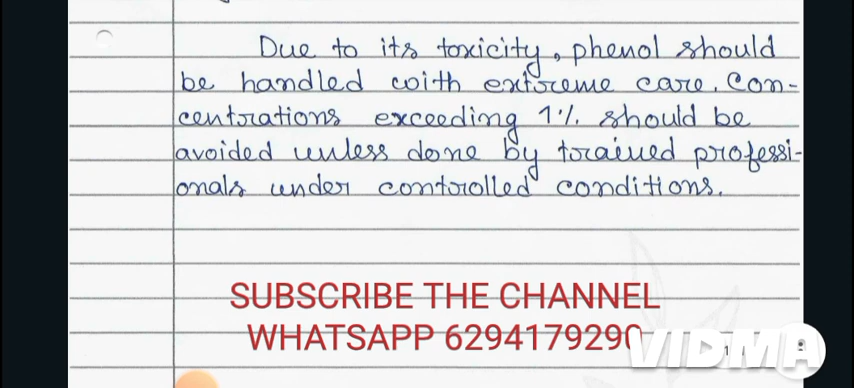 Due to its toxicity, phenol should
be handled with extreme care. Con-
centrations exceeding 1% should be
avoided unless done by trained professi-
onals under controlled conditions.
SUBSCRIBE THE CHANNEL
WHATSAPP 6294179290
VIDMA